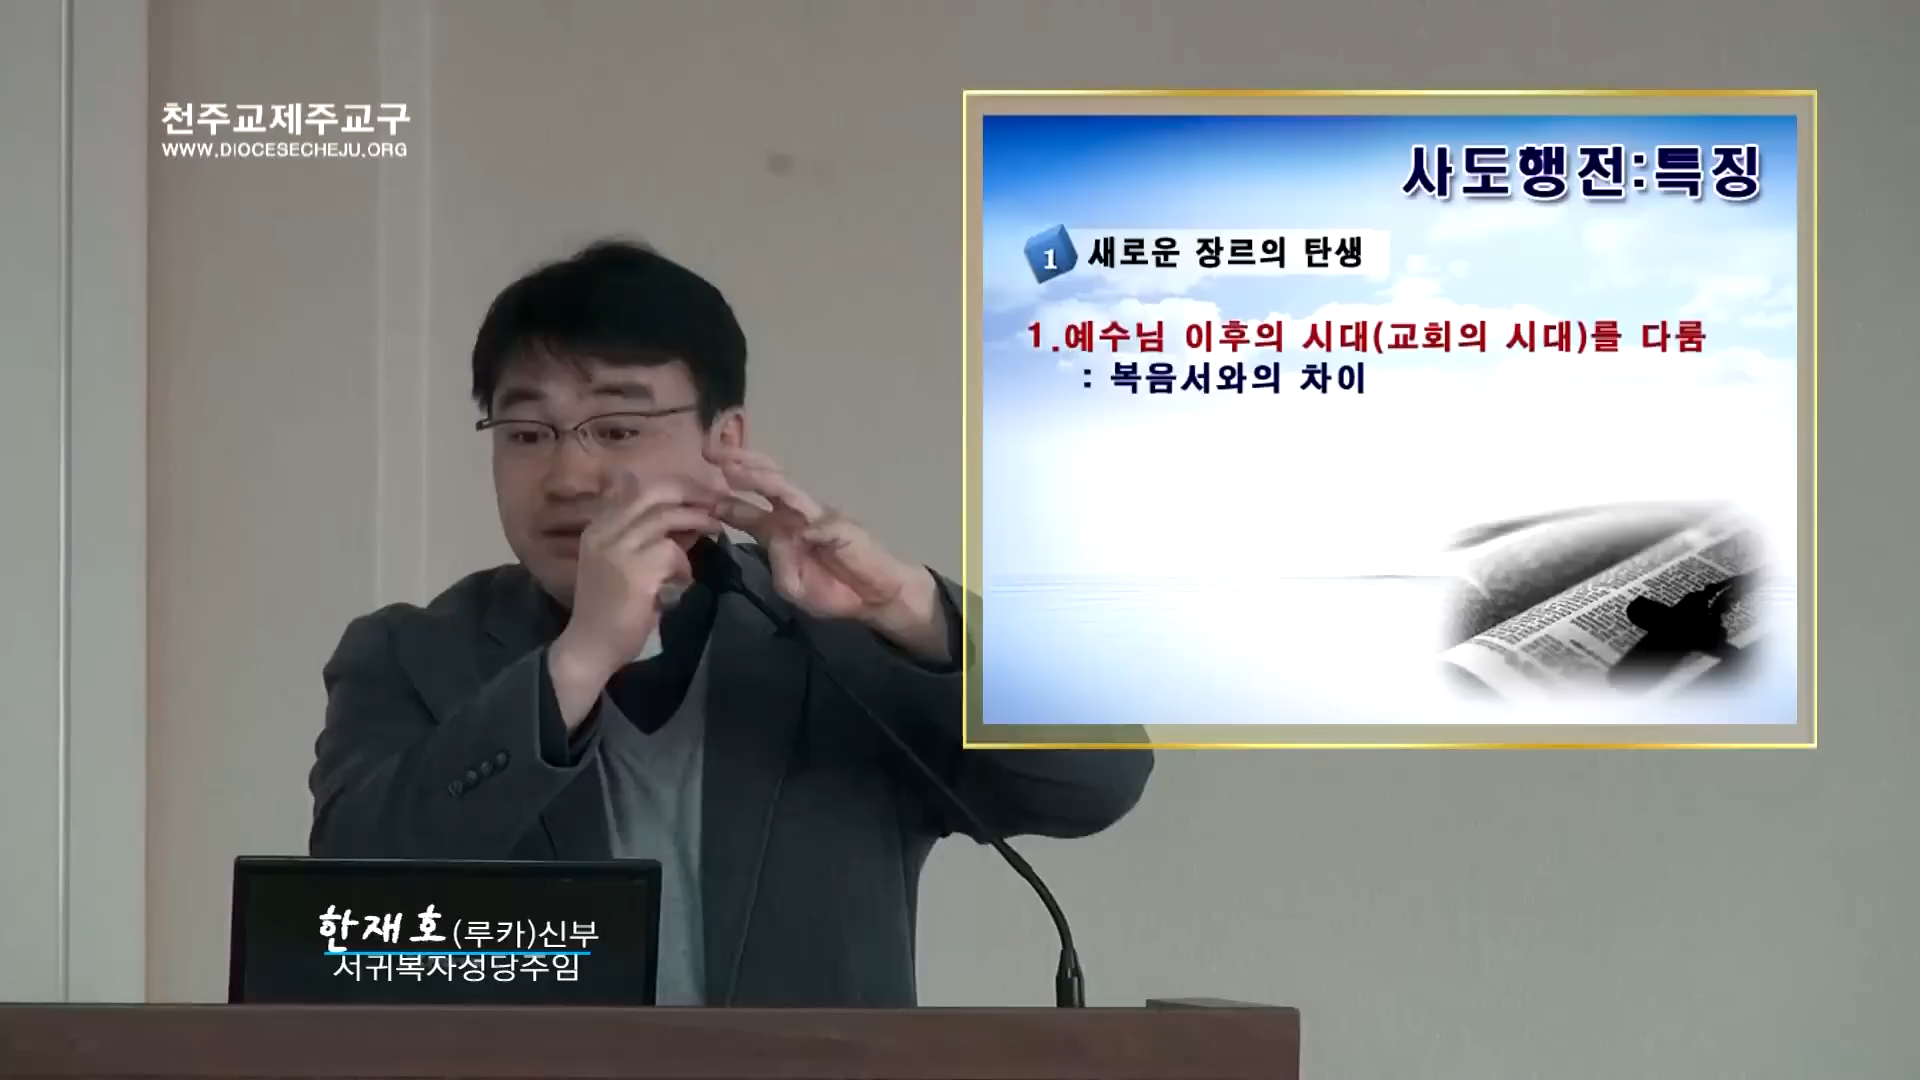 천주교제주교구
WWW.DIOCESECHEJU.ORG
사도행전:특징
1 새로운 장르의 탄생
1.예수님 이후의 시대(교회의 시대)를 다룸
: 복음서와의 차이
한재호(루카)신부
서귀복자성당주임